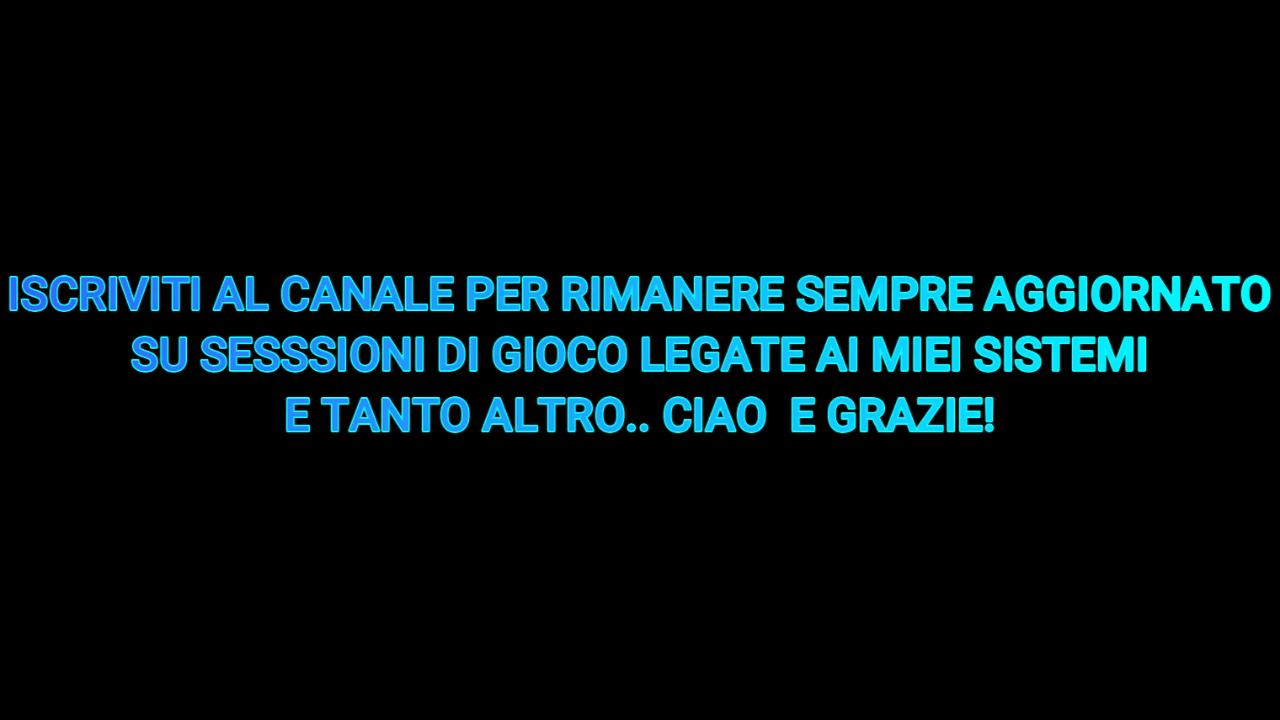 ISCRIVITI AL CANALE PER RIMANERE SEMPRE AGGIORNATO
SU SESSSIONI DI GIOCO LEGATE AI MIEI SISTEMI
E TANTO ALTRO.. CIAO  E GRAZIE!